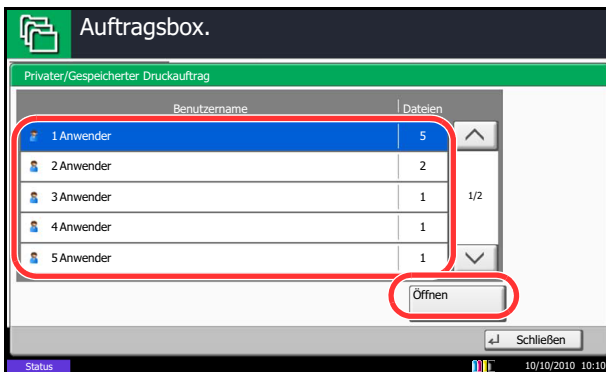 Auftragsbox.
Privater/Gespeicherter Druckauftrag
Benutzername Dateien
1 Anwender 5
2 Anwender 2
3 Anwender 1
1/2
4 Anwender 1
5 Anwender 1
Öffnen
Schließen
Status 10/10/2010 10:10